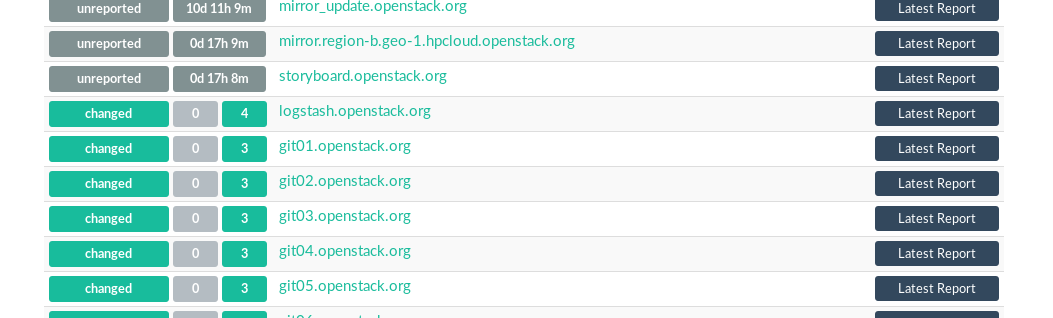 unreported 10d 11h 9m mirror_update.openstack.org Latest Report
unreported 0d 17h 9m mirror.region-b.geo-1.hpcloud.openstack.org Latest Report
unreported 0d 17h 8m storyboard.openstack.org Latest Report
changed 0 4 logstash.openstack.org Latest Report
changed 0 3 git01.openstack.org Latest Report
changed 0 3 git02.openstack.org Latest Report
changed 0 3 git03.openstack.org Latest Report
changed 0 3 git04.openstack.org Latest Report
changed 0 3 git05.openstack.org Latest Report